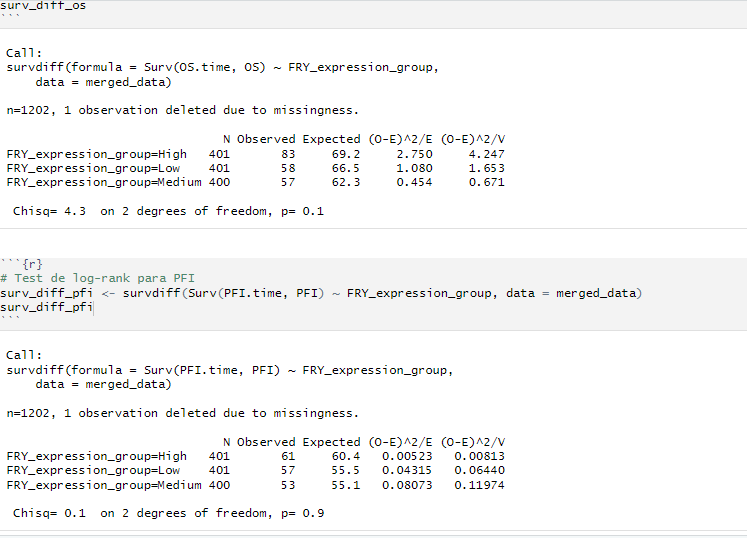 surv_diff_os
```
Call:
survdiff(formula = Surv(OS.time, OS) ~ FRY_expression_group,
    data = merged_data)
n=1202, 1 observation deleted due to missingness.
                              N Observed Expected (O-E)^2/E (O-E)^2/V
FRY_expression_group=High   401       83     69.2     2.750     4.247
FRY_expression_group=Low    401       58     66.5     1.080     1.653
FRY_expression_group=Medium 400       57     62.3     0.454     0.671
 Chisq= 4.3  on 2 degrees of freedom, p= 0.1
```{r}
# Test de log-rank para PFI
surv_diff_pfi <- survdiff(Surv(PFI.time, PFI) ~ FRY_expression_group, data = merged_data)
surv_diff_pfi
```
Call:
survdiff(formula = Surv(PFI.time, PFI) ~ FRY_expression_group,
    data = merged_data)
n=1202, 1 observation deleted due to missingness.
                              N Observed Expected (O-E)^2/E (O-E)^2/V
FRY_expression_group=High   401       61     60.4   0.00523   0.00813
FRY_expression_group=Low    401       57     55.5   0.04315   0.06440
FRY_expression_group=Medium 400       53     55.1   0.08073   0.11974
 Chisq= 0.1  on 2 degrees of freedom, p= 0.9